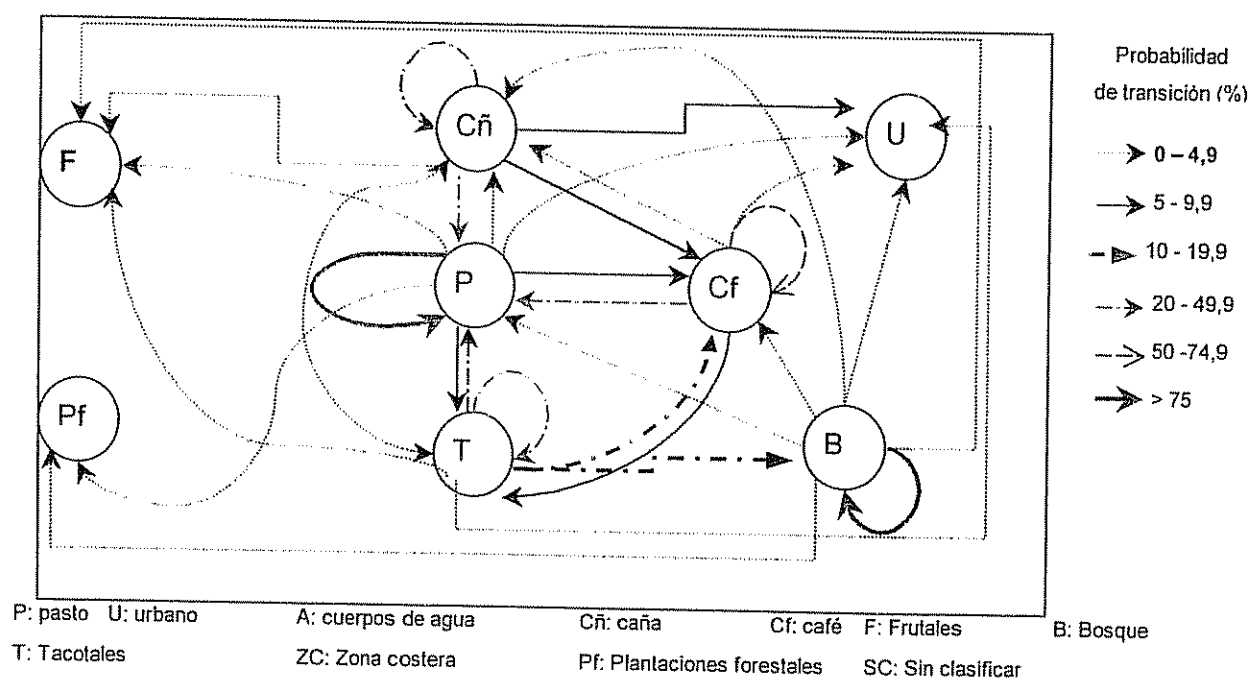 Probabilidad
de transición (%)
0 – 4,9
5 - 9,9
10 - 19,9
20 - 49,9
50 -74,9
> 75
Cñ
U
F
P
Cf
Pf
T
B
P: pasto U: urbano A: cuerpos de agua Cñ: caña Cf: café F: Frutales B: Bosque
T: Tacotales ZC: Zona costera Pf: Plantaciones forestales SC: Sin clasificar